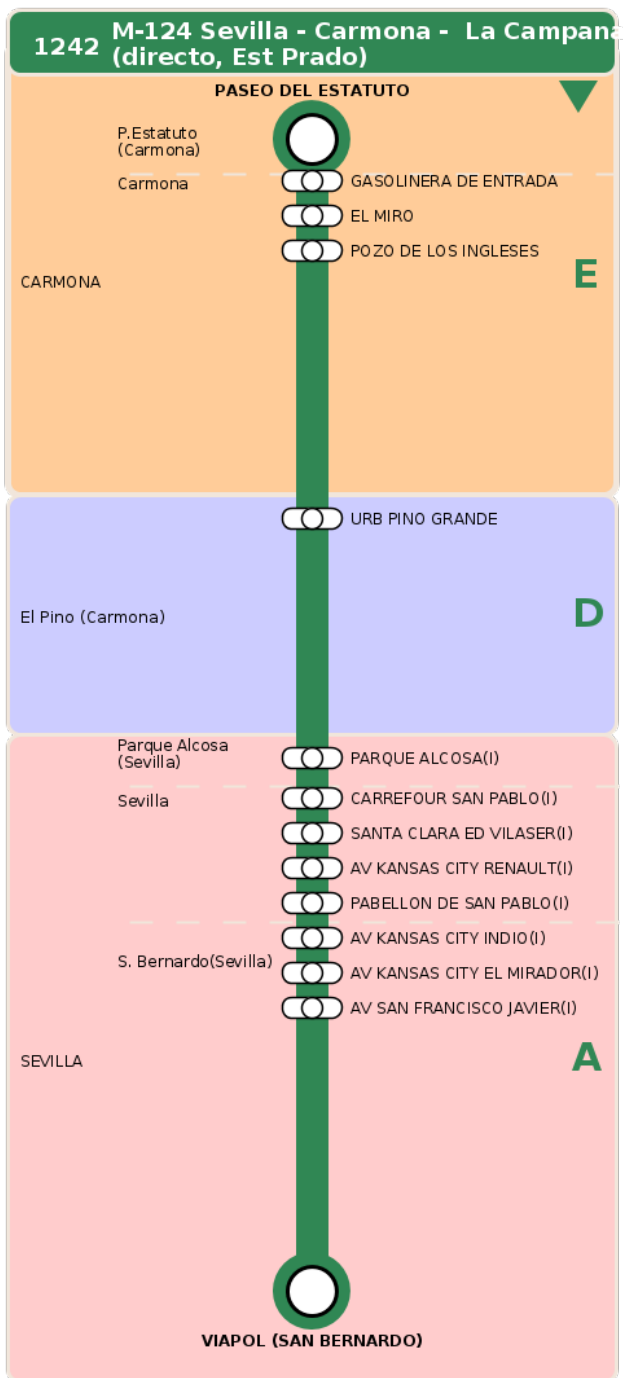 1242
M-124 Sevilla - Carmona -  La Campana
(directo, Est Prado)
PASEO DEL ESTATUTO
P.Estatuto
(Carmona)
Carmona
GASOLINERA DE ENTRADA
EL MIRO
POZO DE LOS INGLESES
CARMONA
E
URB PINO GRANDE
El Pino (Carmona)
D
Parque Alcosa
(Sevilla)
PARQUE ALCOSA(I)
Sevilla
CARREFOUR SAN PABLO(I)
SANTA CLARA ED VILASER(I)
AV KANSAS CITY RENAULT(I)
PABELLON DE SAN PABLO(I)
AV KANSAS CITY INDIO(I)
S. Bernardo(Sevilla)
AV KANSAS CITY EL MIRADOR(I)
AV SAN FRANCISCO JAVIER(I)
SEVILLA
A
VIAPOL (SAN BERNARDO)